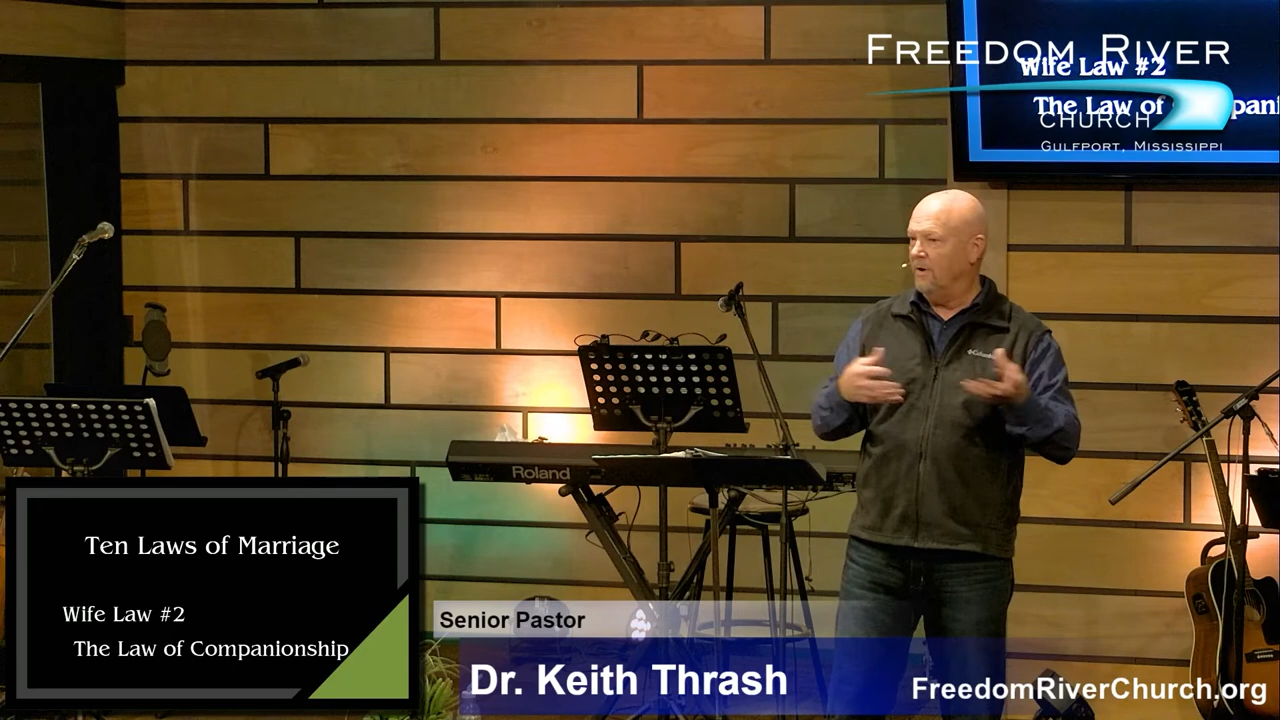 FREEDOM RIVER
CHURCH
GULFPORT, MISSISSIPPI
Wife Law #2
The Law of
Columbia
Roland
Ten Laws of Marriage
Wife Law #2
The Law of Companionship
Senior Pastor
Dr. Keith Thrash
FreedomRiverChurch.org